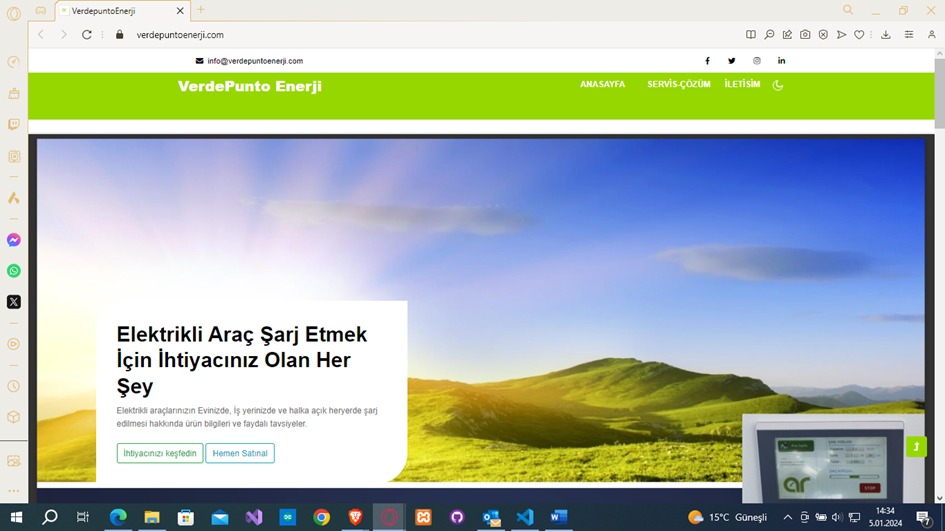 VerdepuntoEnerji
verdepuntoenerji.com
info@verdepuntoenerji.com
VerdePunto Enerji
ANASAYFA SERVİS-ÇÖZÜM İLETİSİM
Elektrikli Araç Şarj Etmek
İçin İhtiyacınız Olan Her
Şey
Elektrikli araçlarınızın Evinizde, İş yerinizde ve halka açık heryerde şarj
edilmesi hakkında ürün bilgileri ve faydalı tavsiyeler.
İhtiyacınızı keşfedin Hemen Satınal
ar
STOP
15°C Güneşli
14:34
5.01.2024